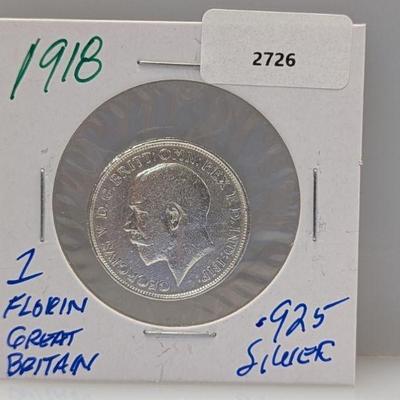 1918
2726
GEORGIVS V D.G.BRITT:OMN:REX F.D.IND:IMP:
1
FLORIN
GREAT
BRITAIN
.925
SILVER